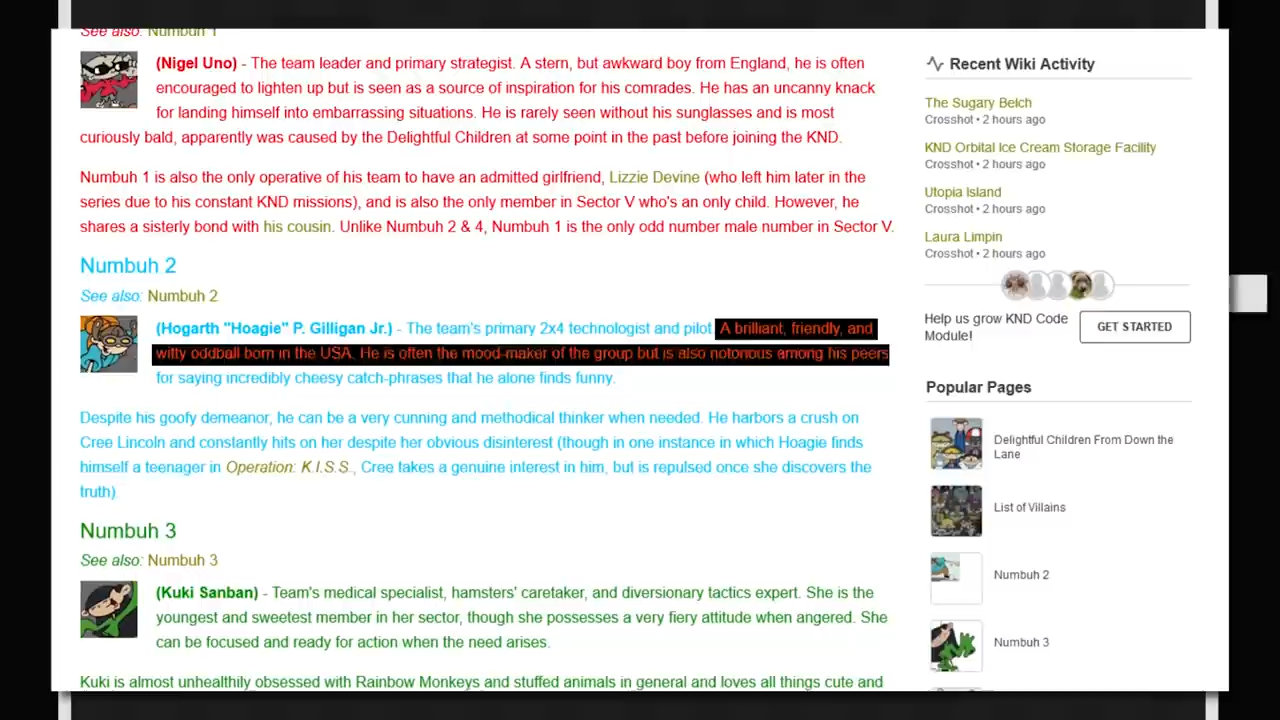 See also: Numbuh 1
(Nigel Uno) - The team leader and primary strategist. A stern, but awkward boy from England, he is often
encouraged to lighten up but is seen as a source of inspiration for his comrades. He has an uncanny knack
for landing himself into embarrassing situations. He is rarely seen without his sunglasses and is most
curiously bald, apparently was caused by the Delightful Children at some point in the past before joining the KND.
Numbuh 1 is also the only operative of his team to have an admitted girlfriend, Lizzie Devine (who left him later in the
series due to his constant KND missions), and is also the only member in Sector V who's an only child. However, he
shares a sisterly bond with his cousin. Unlike Numbuh 2 & 4, Numbuh 1 is the only odd number male number in Sector V.
Numbuh 2
See also: Numbuh 2
(Hogarth "Hoagie" P. Gilligan Jr.) - The team's primary 2x4 technologist and pilot. A brilliant, friendly, and
witty oddball born in the USA. He is often the mood-maker of the group but is also notorious among his peers
for saying incredibly cheesy catch-phrases that he alone finds funny.
Despite his goofy demeanor, he can be a very cunning and methodical thinker when needed. He harbors a crush on
Cree Lincoln and constantly hits on her despite her obvious disinterest (though in one instance in which Hoagie finds
himself a teenager in Operation: K.I.S.S., Cree takes a genuine interest in him, but is repulsed once she discovers the
truth).
Numbuh 3
See also: Numbuh 3
(Kuki Sanban) - Team's medical specialist, hamsters' caretaker, and diversionary tactics expert. She is the
youngest and sweetest member in her sector, though she possesses a very fiery attitude when angered. She
can be focused and ready for action when the need arises.
Kuki is almost unhealthily obsessed with Rainbow Monkeys and stuffed animals in general and loves all things cute and
Recent Wiki Activity
The Sugary Belch
Crosshot • 2 hours ago
KND Orbital Ice Cream Storage Facility
Crosshot • 2 hours ago
Utopia Island
Crosshot • 2 hours ago
Laura Limpin
Crosshot • 2 hours ago
Help us grow KND Code
Module!
GET STARTED
Popular Pages
Delightful Children From Down the
Lane
List of Villains
Numbuh 2
Numbuh 3